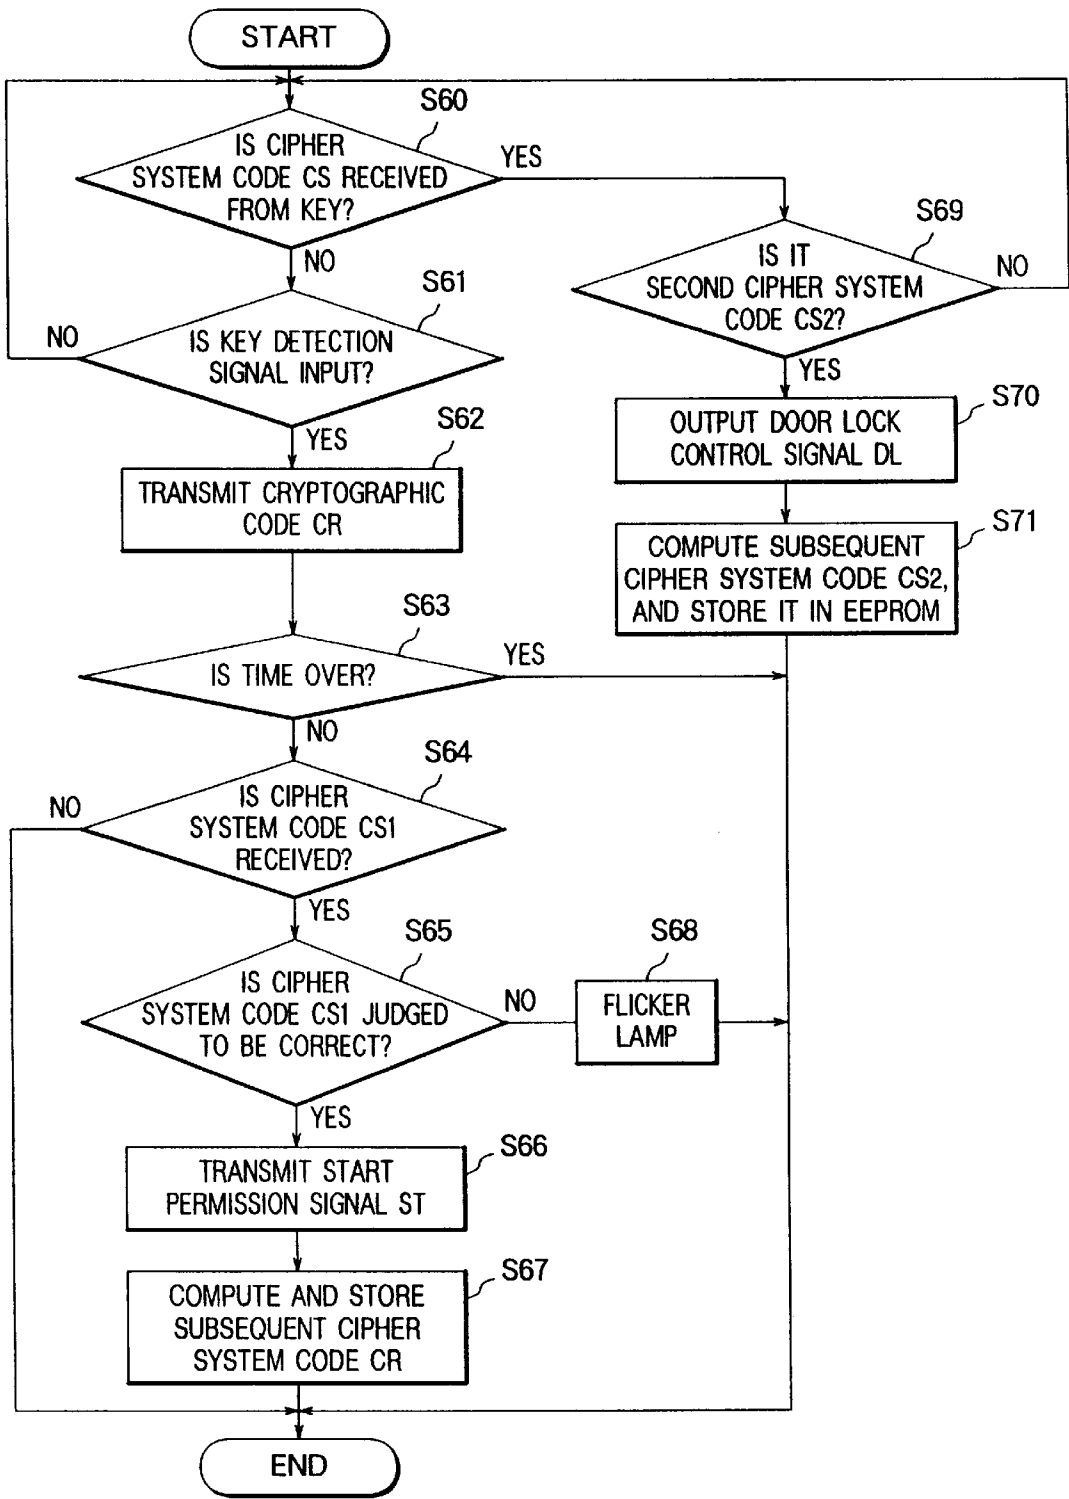 START
S60
IS CIPHER
SYSTEM CODE CS RECEIVED
FROM KEY?
YES
NO
S69
IS IT
SECOND CIPHER SYSTEM
CODE CS2?
NO
YES
S61
IS KEY DETECTION
SIGNAL INPUT?
NO
YES
S70
OUTPUT DOOR LOCK
CONTROL SIGNAL DL
S62
TRANSMIT CRYPTOGRAPHIC
CODE CR
S71
COMPUTE SUBSEQUENT
CIPHER SYSTEM CODE CS2,
AND STORE IT IN EEPROM
S63
IS TIME OVER?
YES
NO
S64
IS CIPHER
SYSTEM CODE CS1
RECEIVED?
NO
YES
S65
IS CIPHER
SYSTEM CODE CS1 JUDGED
TO BE CORRECT?
NO
YES
S68
FLICKER
LAMP
S66
TRANSMIT START
PERMISSION SIGNAL ST
S67
COMPUTE AND STORE
SUBSEQUENT CIPHER
SYSTEM CODE CR
END